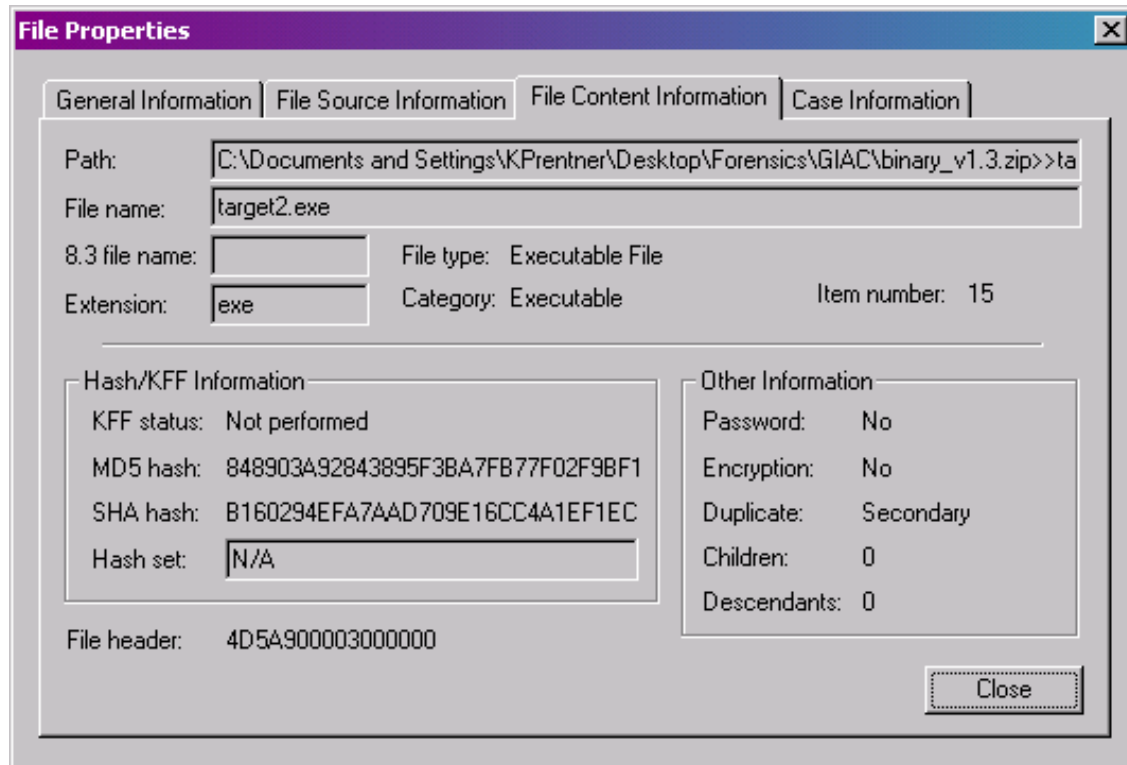 File Properties
General Information File Source Information File Content Information Case Information
Path: C:\Documents and Settings\KPrentner\Desktop\Forensics\GIAC\binary_v1.3.zip>>ta
File name: target2.exe
8.3 file name: File type: Executable File
Extension: exe Category: Executable Item number: 15
Hash/KFF Information
KFF status: Not performed
MD5 hash: 848903A92843895F3BA7FB77F02F9BF1
SHA hash: B160294EFA7AAD709E16CC4A1EF1EC
Hash set: N/A
Other Information
Password: No
Encryption: No
Duplicate: Secondary
Children: 0
Descendants: 0
File header: 4D5A900003000000
Close